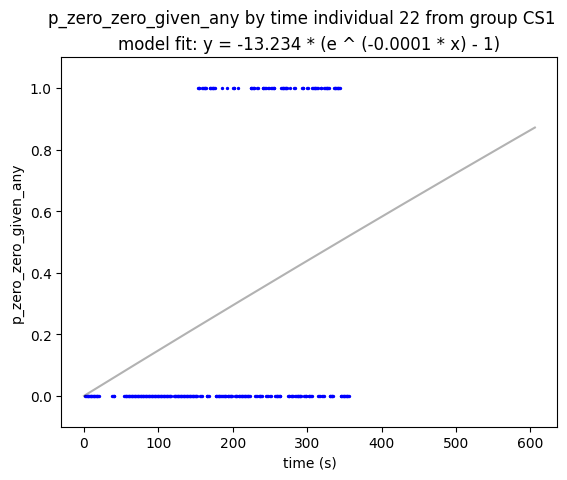 p_zero_zero_given_any by time individual 22 from group CS1
model fit: y = -13.234 * (e ^ (-0.0001 * x) - 1)
p_zero_zero_given_any
1.0
0.8
0.6
0.4
0.2
0.0
0 100 200 300 400 500 600
time (s)